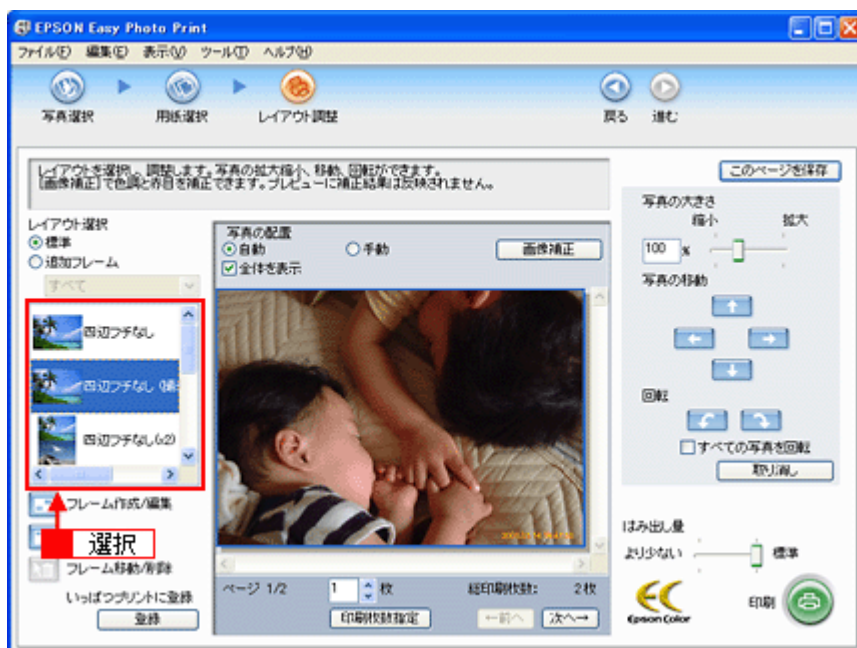 EPSON Easy Photo Print
ファイル(F) 編集(E) 表示(V) ツール(T) ヘルプ(H)
写真選択 用紙選択 レイアウト調整 戻る 進む
レイアウトを選択し、調整します。写真の拡大縮小、移動、回転ができます。
[画像補正]で色調と赤目を補正できます。プレビューに補正結果は反映されません。
このページを保存
レイアウト選択
標準
追加フレーム
すべて
四辺フチなし
四辺フチなし
四辺フチなし(x2)
フレーム作成/編集
選択
フレーム移動/削除
いっぱつプリントに登録
登録
写真の配置
自動 手動 画像補正
全体を表示
ページ 1/2 1 枚 総印刷枚数: 2枚
印刷枚数指定 ←前へ 次へ→
写真の大きさ
縮小 拡大
100 %
写真の移動
回転
すべての写真を回転
取り消し
はみ出し量
より少ない 標準
Epson Color 印刷